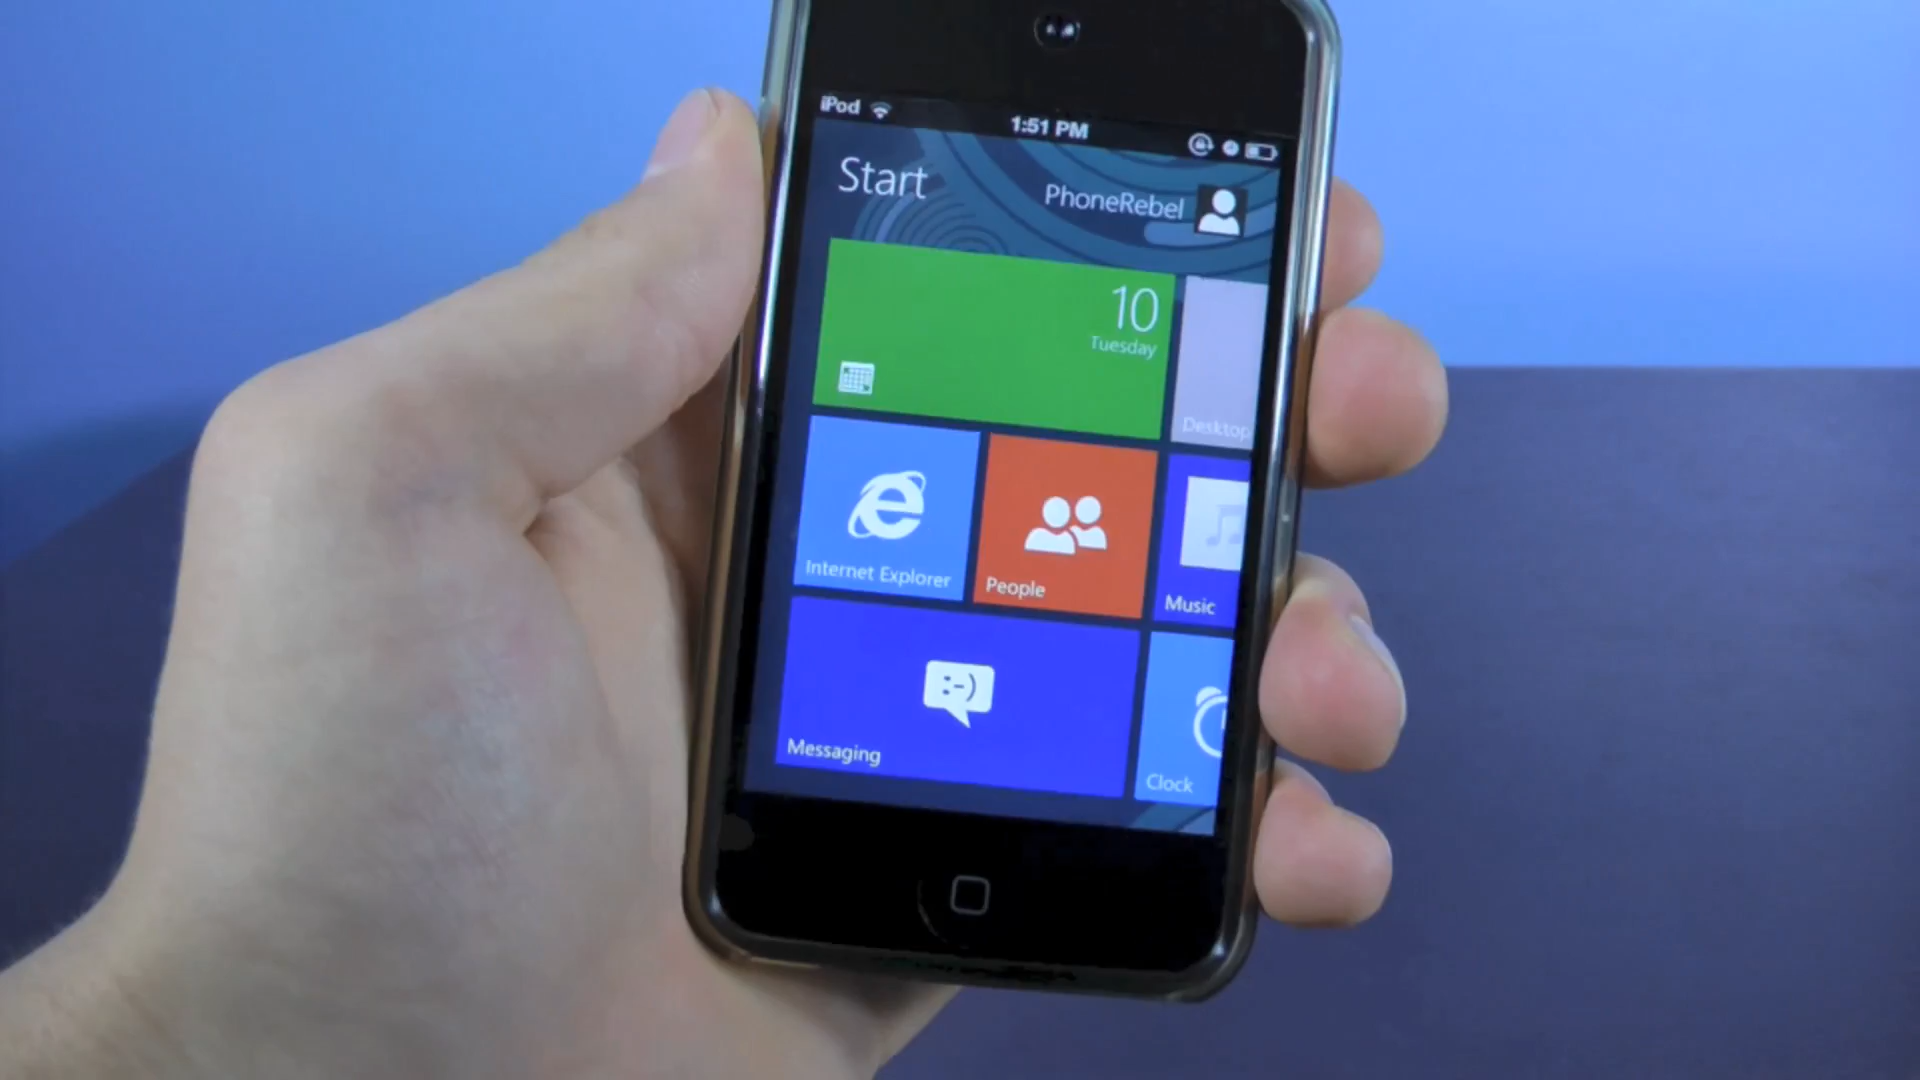 iPod
1:51 PM
Start
PhoneRebel
10
Tuesday
Desktop
Internet Explorer
People
Music
:-)
Messaging
Clock